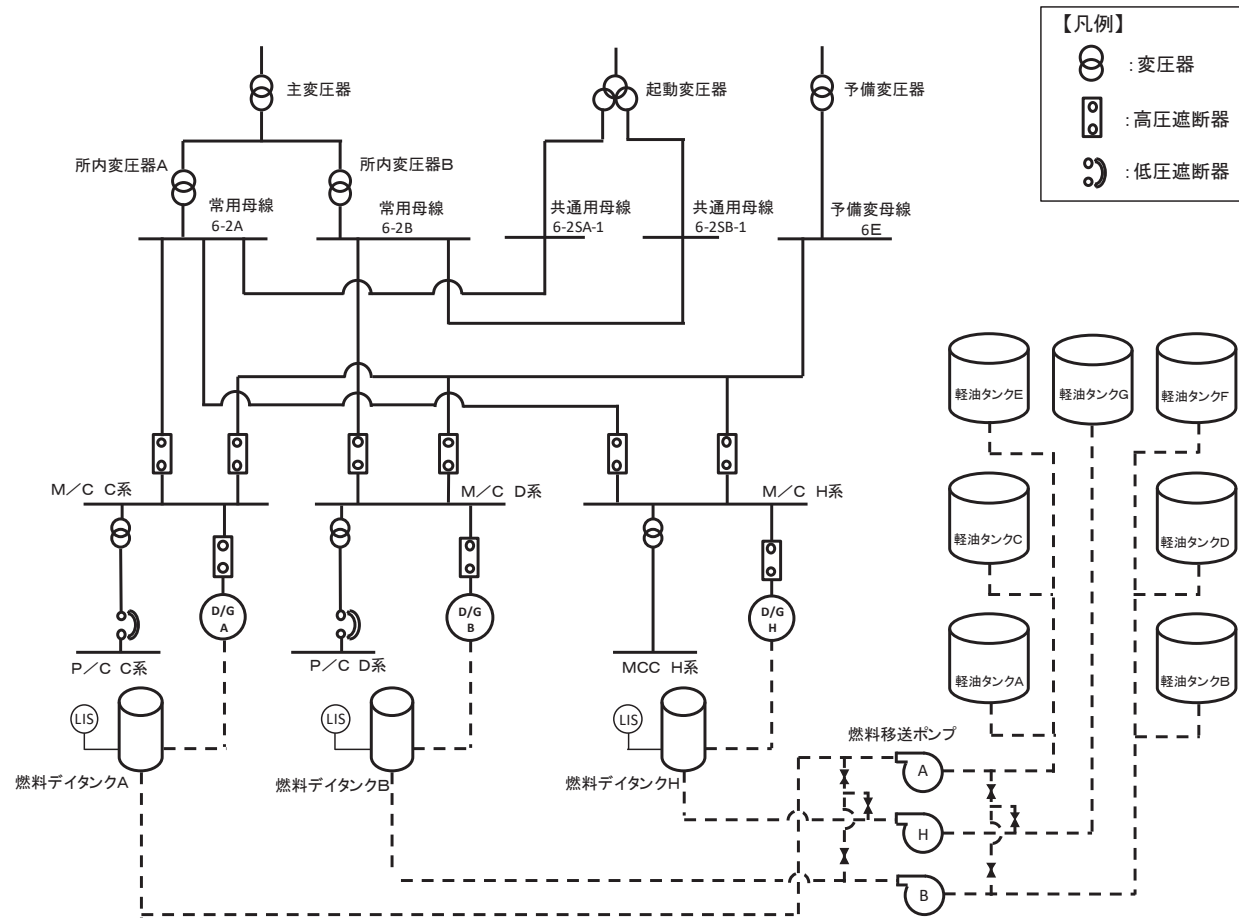 【凡例】
:変圧器
:高圧遮断器
:低圧遮断器
主変圧器
起動変圧器
予備変圧器
所内変圧器A
所内変圧器B
常用母線
6-2A
常用母線
6-2B
共通用母線
6-2SA-1
共通用母線
6-2SB-1
予備変母線
6E
軽油タンクE
軽油タンクG
軽油タンクF
M/C C系
M/C D系
M/C H系
軽油タンクC
軽油タンクD
D/G
A
D/G
B
D/G
H
P/C C系
P/C D系
MCC H系
軽油タンクA
軽油タンクB
LIS
LIS
LIS
燃料移送ポンプ
燃料デイタンクA
燃料デイタンクB
燃料デイタンクH
A
H
B